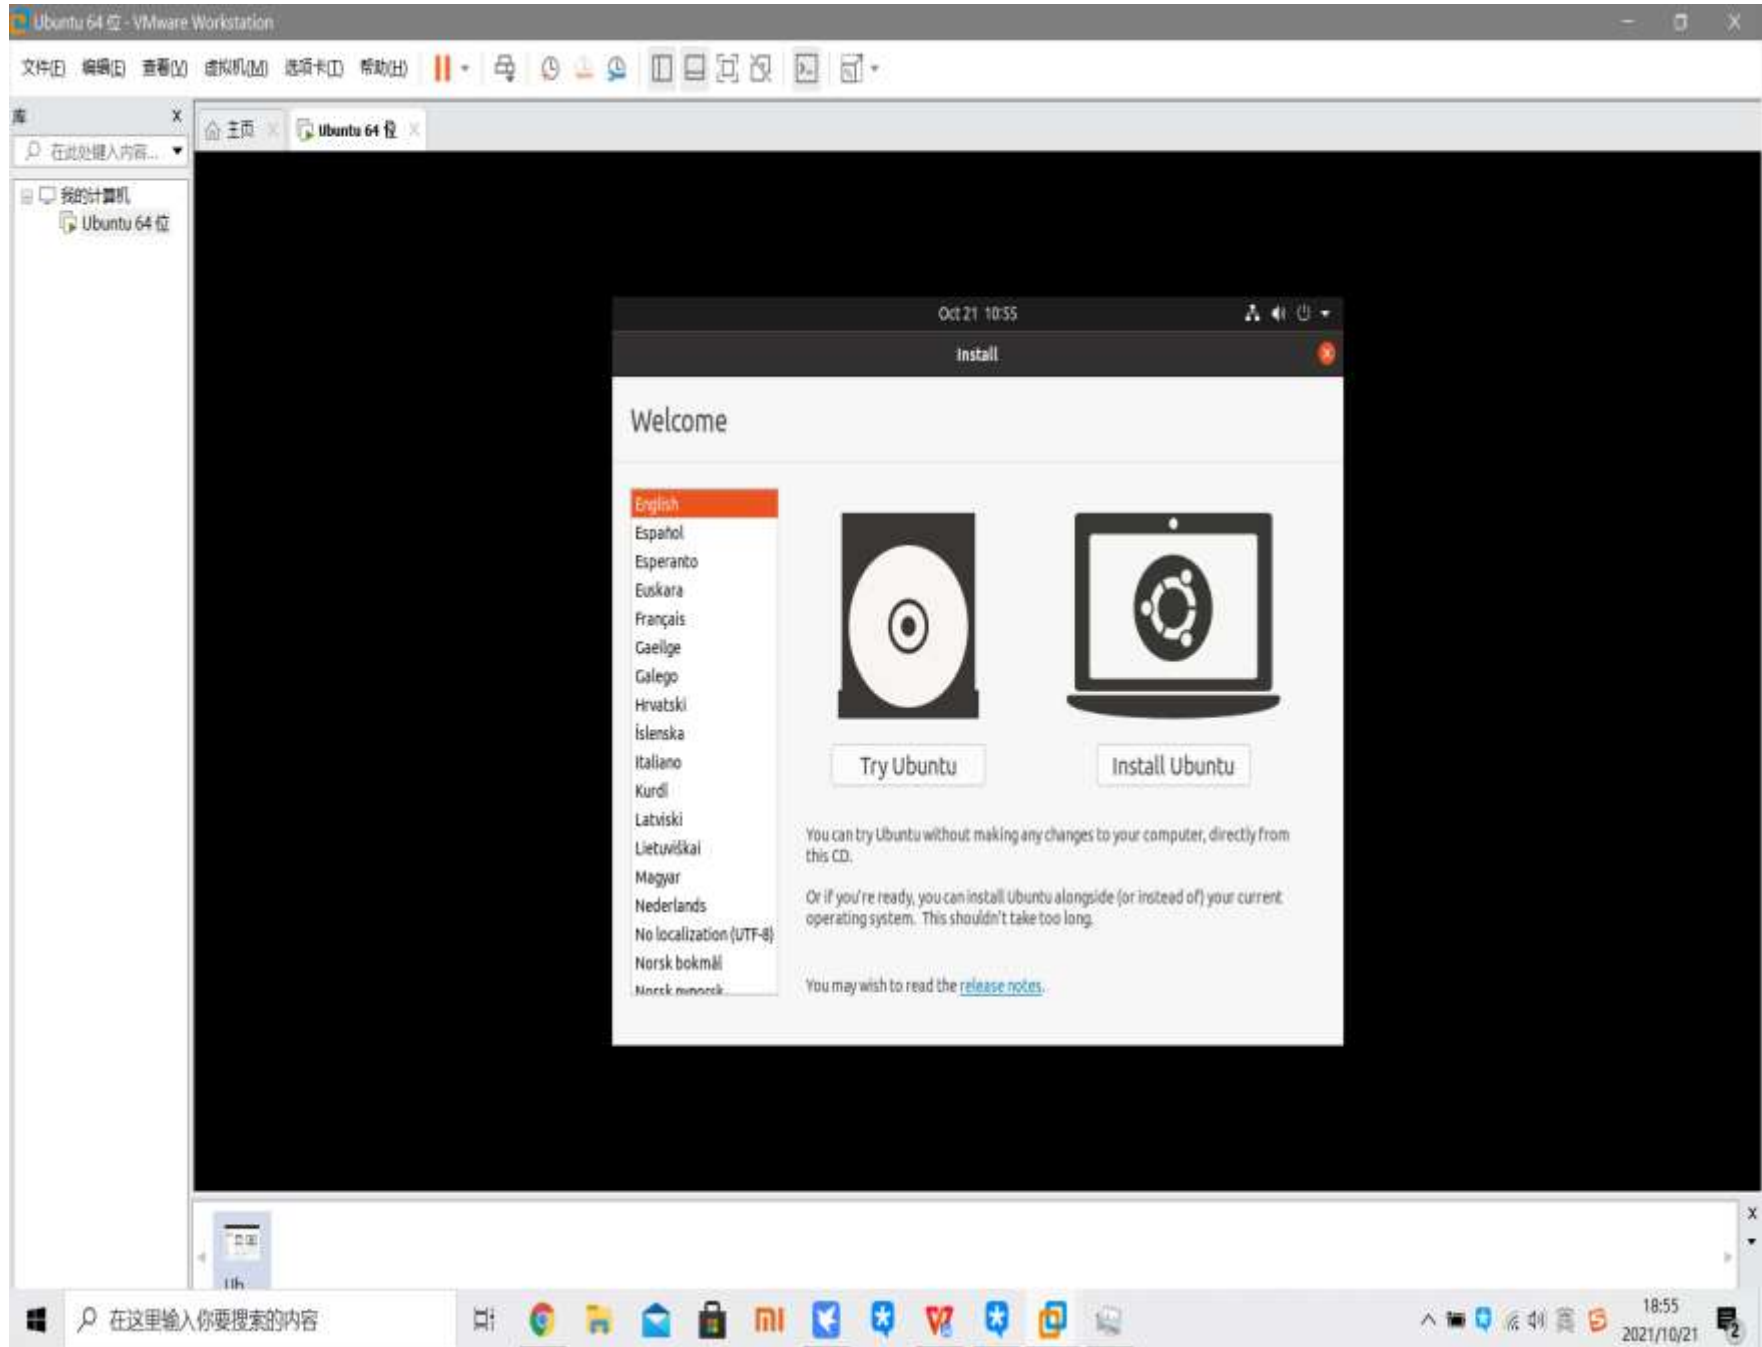 Ubuntu 64 位 - VMware Workstation
文件(F) 编辑(E) 查看(V) 虚拟机(M) 选项卡(T) 帮助(H)
库
主页
Ubuntu 64 位
在此处键入内容...
我的计算机
Ubuntu 64 位
Oct 21 10:55
Install
Welcome
English
Español
Esperanto
Euskara
Français
Gaeilge
Galego
Hrvatski
Íslenska
Italiano
Kurdî
Latviski
Lietuviškai
Magyar
Nederlands
No localization (UTF-8)
Norsk bokmål
Norsk nynorsk
Try Ubuntu
Install Ubuntu
You can try Ubuntu without making any changes to your computer, directly from
this CD.
Or if you're ready, you can install Ubuntu alongside (or instead of) your current
operating system. This shouldn't take too long.
You may wish to read the release notes.
Ub
在这里输入你要搜索的内容
英
18:55
2021/10/21
2